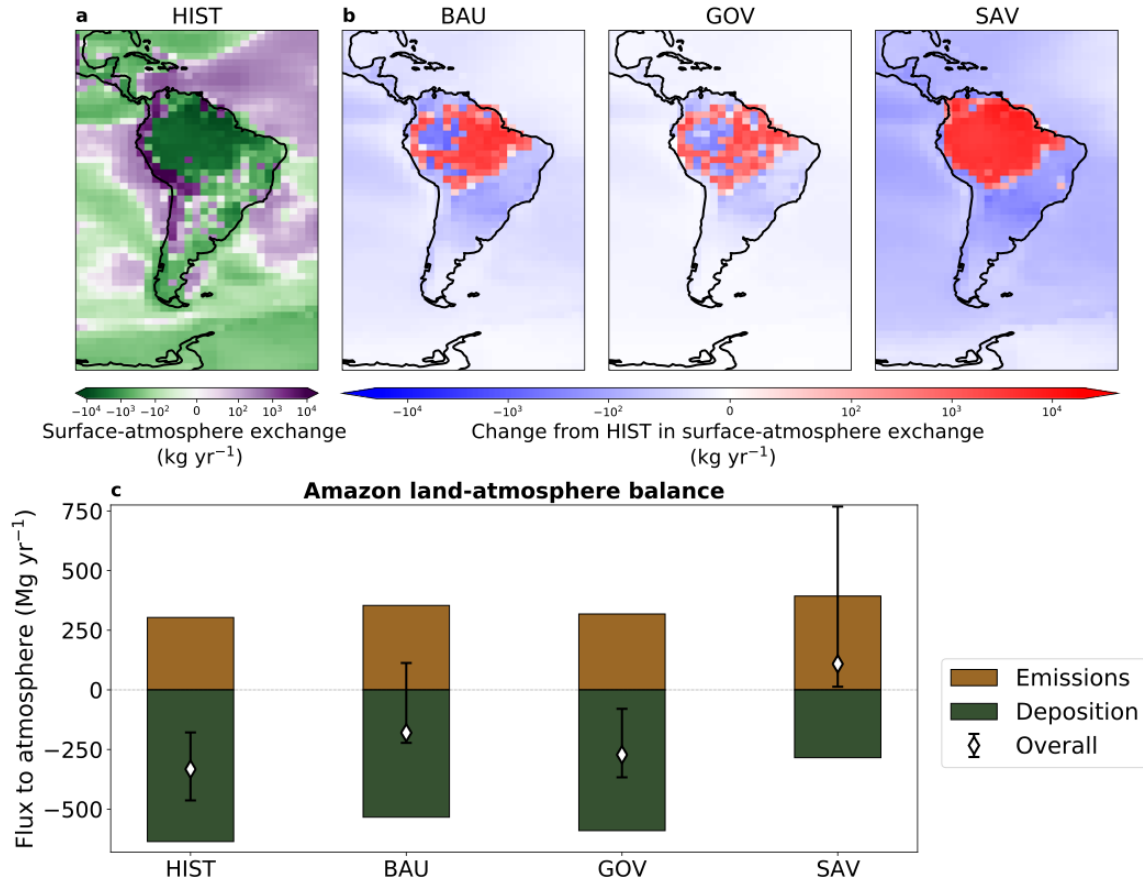 a HIST
b BAU GOV SAV
−10⁴ −10³ −10² 0 10² 10³ 10⁴
Surface-atmosphere exchange
(kg yr⁻¹)
−10⁴ −10³ −10² 0 10² 10³ 10⁴
Change from HIST in surface-atmosphere exchange
(kg yr⁻¹)
c Amazon land-atmosphere balance
Flux to atmosphere (Mg yr⁻¹)
750
500
250
0
−250
−500
HIST BAU GOV SAV
Emissions
Deposition
Overall